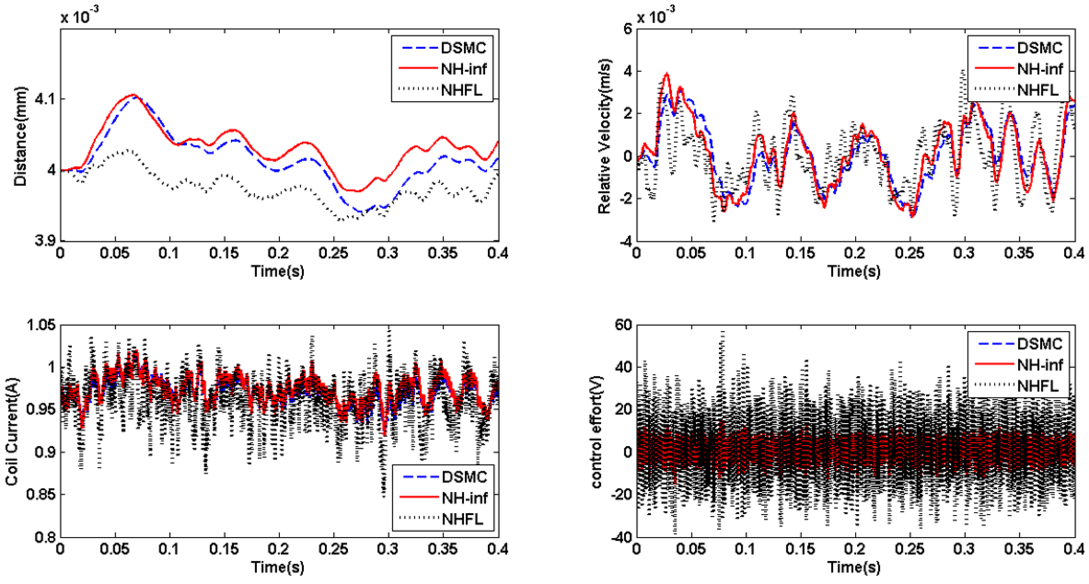 x 10⁻³
4.2
4.1
4
3.9
Distance(mm)
0 0.05 0.1 0.15 0.2 0.25 0.3 0.35 0.4
Time(s)
DSMC
NH-inf
NHFL
x 10⁻³
6
4
2
0
-2
-4
Relative Velocity(m/s)
0 0.05 0.1 0.15 0.20 0.25 0.30 0.35 0.4
Time(s)
DSMC
NH-inf
NHFL
1.05
1
0.95
0.9
0.85
0.8
Coil Current(A)
0 0.05 0.1 0.15 0.2 0.25 0.3 0.35 0.4
Time(s)
DSMC
NH-inf
NHFL
60
40
20
0
-20
-40
control effort(V)
0 0.05 0.1 0.15 0.2 0.25 0.3 0.35 0.4
Time(s)
DSMC
NH-inf
NHFL